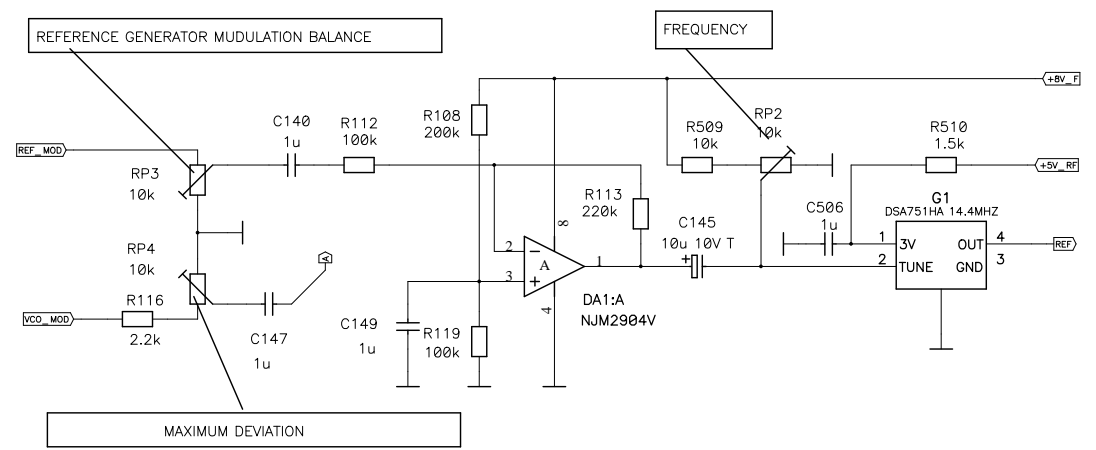 REFERENCE GENERATOR MUDULATION BALANCE
FREQUENCY
+8V_F
C140
1u
R112
100k
R108
200k
R509
10k
RP2
10k
R510
1.5k
REF_MOD
+5V_RF
RP3
10k
R113
220k
G1
DSA751HA 14.4MHZ
C506
1u
C145
10u 10V T
8
RP4
10k
A
2
A
1
3
4
1
3V
OUT
4
REF
2
TUNE
GND
3
R116
VCO_MOD
2.2k
C147
1u
C149
1u
R119
100k
DA1:A
NJM2904V
MAXIMUM DEVIATION